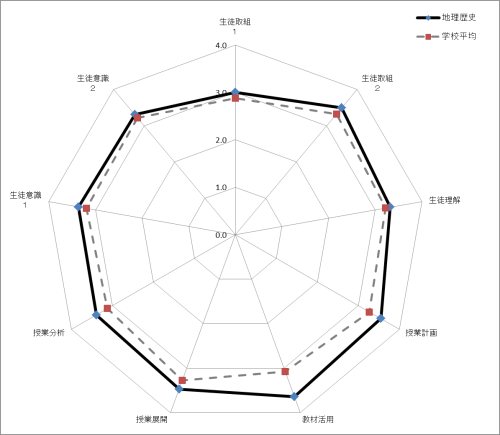 地理歴史
学校平均
生徒取組
1
4.0
3.0
2.0
1.0
0.0
生徒取組
2
生徒理解
授業計画
教材活用
授業展開
授業分析
生徒意識
1
生徒意識
2